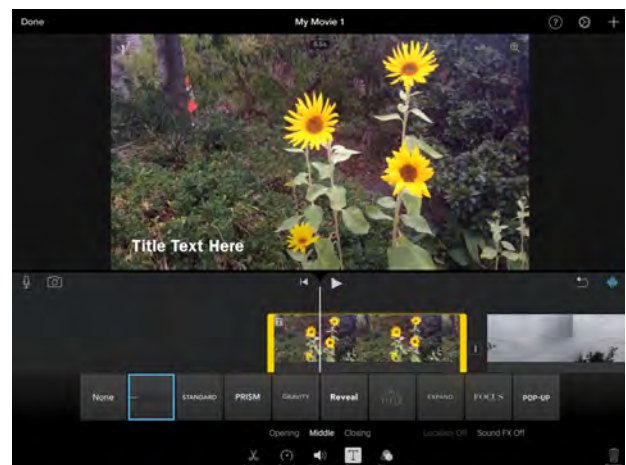 Done My Movie 1 ?
Title Text Here
None STANDARD PRISM GRAVITY Reveal EXPAND FOCUS POP-UP
Opening Middle Closing Location Off Sound FX Off
T